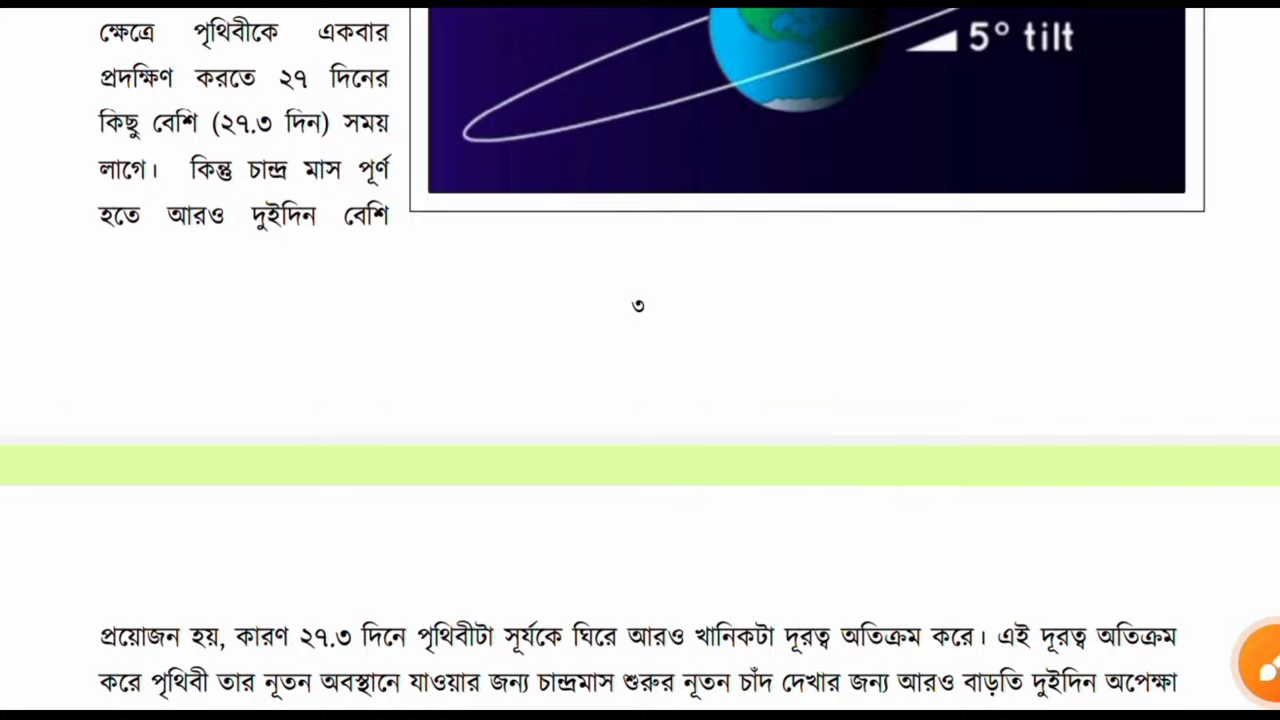 ক্ষেত্রে পৃথিবীকে একবার
5° tilt
প্রদক্ষিণ করতে ২৭ দিনের
কিছু বেশি (২৭.৩ দিন) সময়
লাগে। কিন্তু চান্দ্র মাস পূর্ণ
হতে আরও দুইদিন বেশি
৩
প্রয়োজন হয়, কারণ ২৭.৩ দিনে পৃথিবীটা সূর্যকে ঘিরে আরও খানিকটা দূরত্ব অতিক্রম করে। এই দূরত্ব অতিক্রম
করে পৃথিবী তার নূতন অবস্থানে যাওয়ার জন্য চান্দ্রমাস শুরুর নূতন চাঁদ দেখার জন্য আরও বাড়তি দুইদিন অপেক্ষা